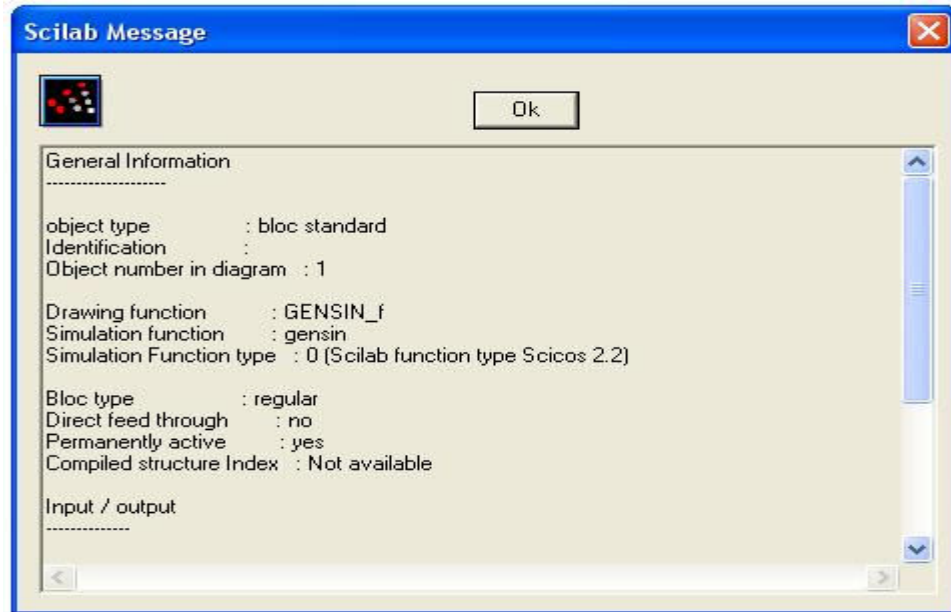 Scilab Message
Ok
General Information
--------------------
object type : bloc standard
Identification :
Object number in diagram : 1
Drawing function : GENSIN_f
Simulation function : gensin
Simulation Function type : 0 (Scilab function type Scicos 2.2)
Bloc type : regular
Direct feed through : no
Permanently active : yes
Compiled structure Index : Not available
Input / output
--------------